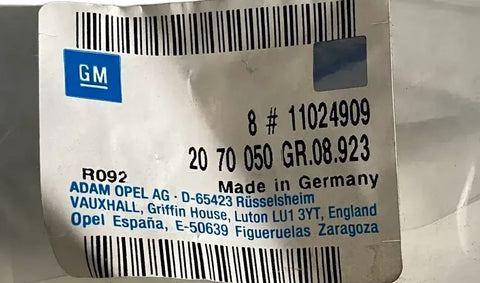 GM
8 # 11024909
20 70 050 GR.08.923
R092
Made in Germany
ADAM OPEL AG · D-65423 Rüsselsheim
VAUXHALL, Griffin House, Luton LU1 3YT, England
Opel España, E-50639 Figueruelas Zaragoza